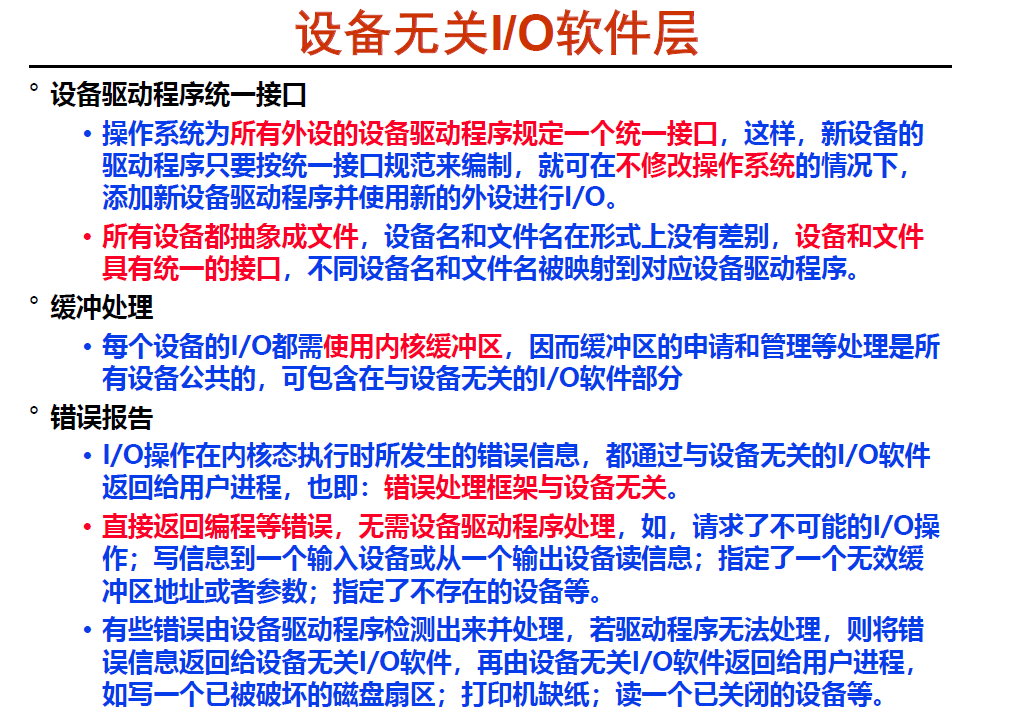 设备无关I/O软件层
° 设备驱动程序统一接口
• 操作系统为所有外设的设备驱动程序规定一个统一接口，这样，新设备的
驱动程序只要按统一接口规范来编制，就可在不修改操作系统的情况下，
添加新设备驱动程序并使用新的外设进行I/O。
• 所有设备都抽象成文件，设备名和文件名在形式上没有差别，设备和文件
具有统一的接口，不同设备名和文件名被映射到对应设备驱动程序。
° 缓冲处理
• 每个设备的I/O都需使用内核缓冲区，因而缓冲区的申请和管理等处理是所
有设备公共的，可包含在与设备无关的I/O软件部分
° 错误报告
• I/O操作在内核态执行时所发生的错误信息，都通过与设备无关的I/O软件
返回给用户进程，也即：错误处理框架与设备无关。
• 直接返回编程等错误，无需设备驱动程序处理，如，请求了不可能的I/O操
作；写信息到一个输入设备或从一个输出设备读信息；指定了一个无效缓
冲区地址或者参数；指定了不存在的设备等。
• 有些错误由设备驱动程序检测出来并处理，若驱动程序无法处理，则将错
误信息返回给设备无关I/O软件，再由设备无关I/O软件返回给用户进程，
如写一个已被破坏的磁盘扇区；打印机缺纸；读一个已关闭的设备等。